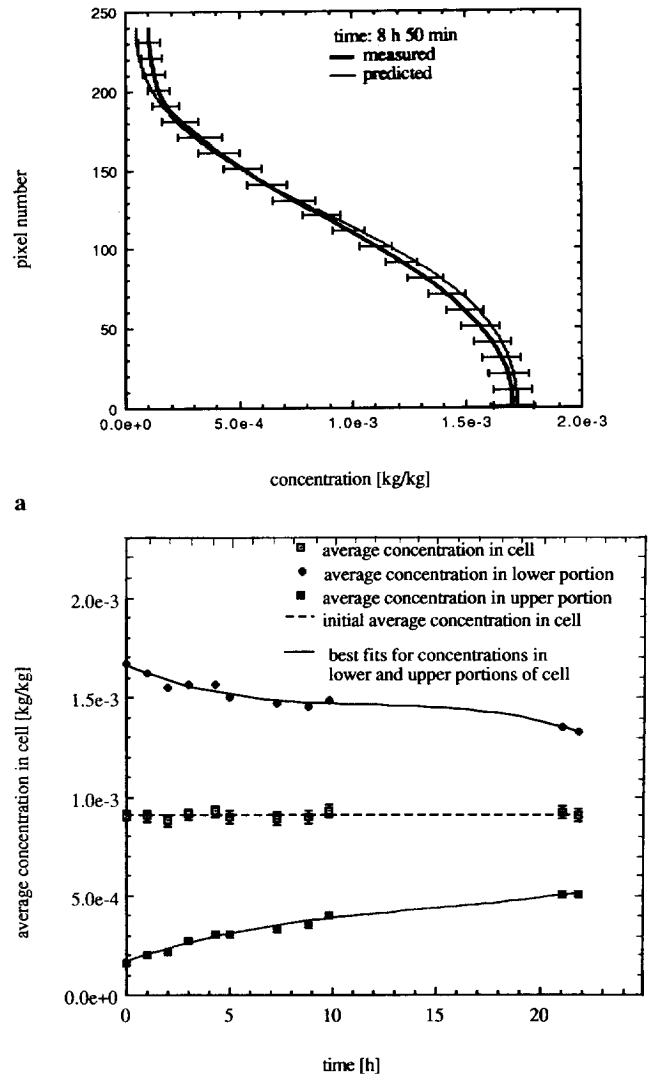 time: 8 h 50 min
measured
predicted
250
200
150
100
50
0
pixel number
0.0e+0 5.0e-4 1.0e-3 1.5e-3 2.0e-3
concentration [kg/kg]
a
average concentration in cell
average concentration in lower portion
average concentration in upper portion
initial average concentration in cell
best fits for concentrations in
lower and upper portions of cell
2.0e-3
1.5e-3
1.0e-3
5.0e-4
0.0e+0
average concentration in cell [kg/kg]
0 5 10 15 20
time [h]